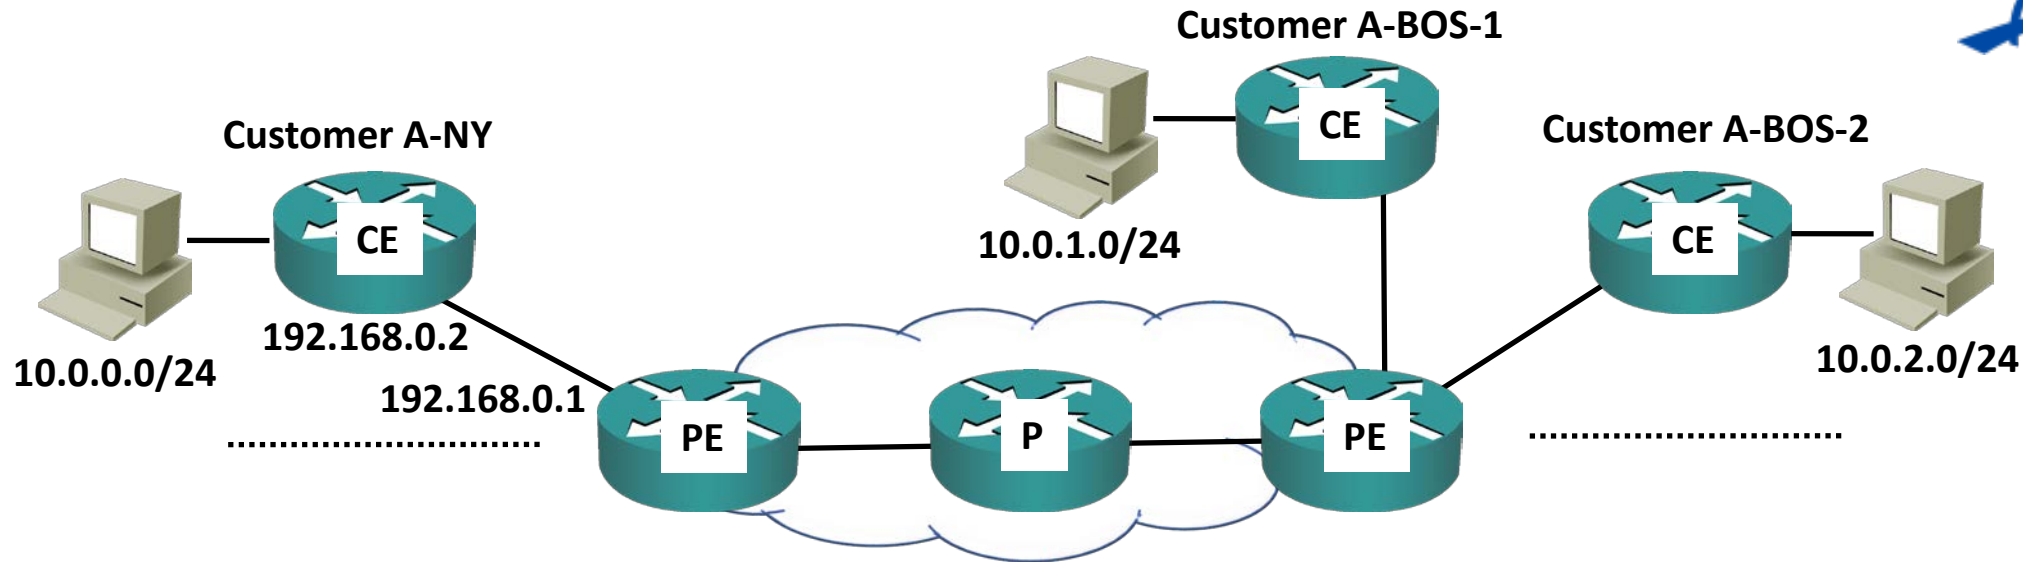 Customer A-BOS-1
CE
Customer A-NY
Customer A-BOS-2
CE
CE
10.0.1.0/24
192.168.0.2
10.0.0.0/24
10.0.2.0/24
192.168.0.1
PE
P
PE